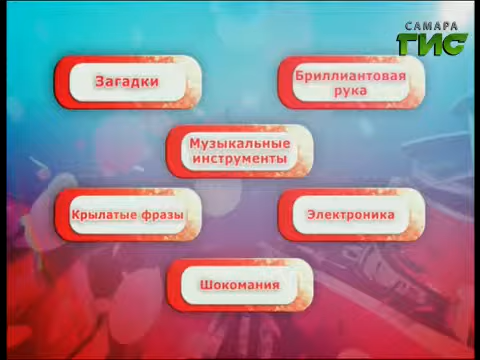 САМАРА
ГИС
Загадки
Бриллиантовая
рука
Музыкальные
инструменты
Крылатые фразы
Электроника
Шокомания